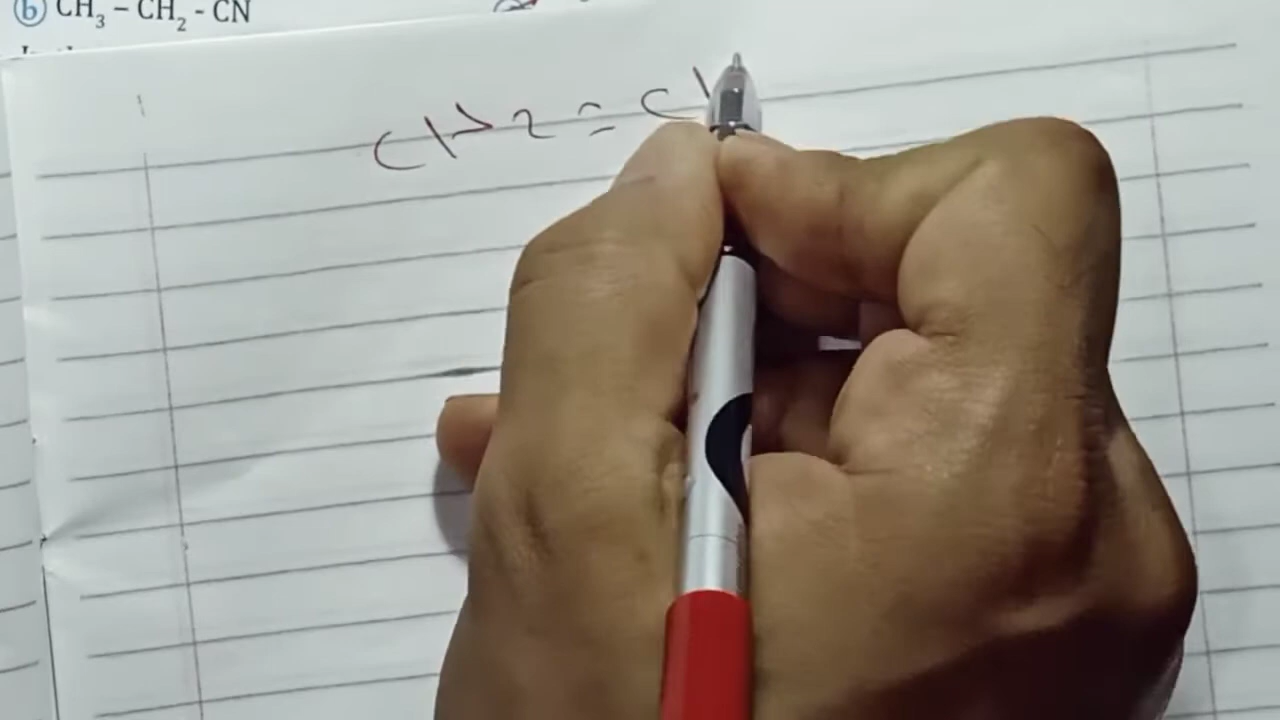 (b) CH₃ – CH₂ - CN
CH₂ = C